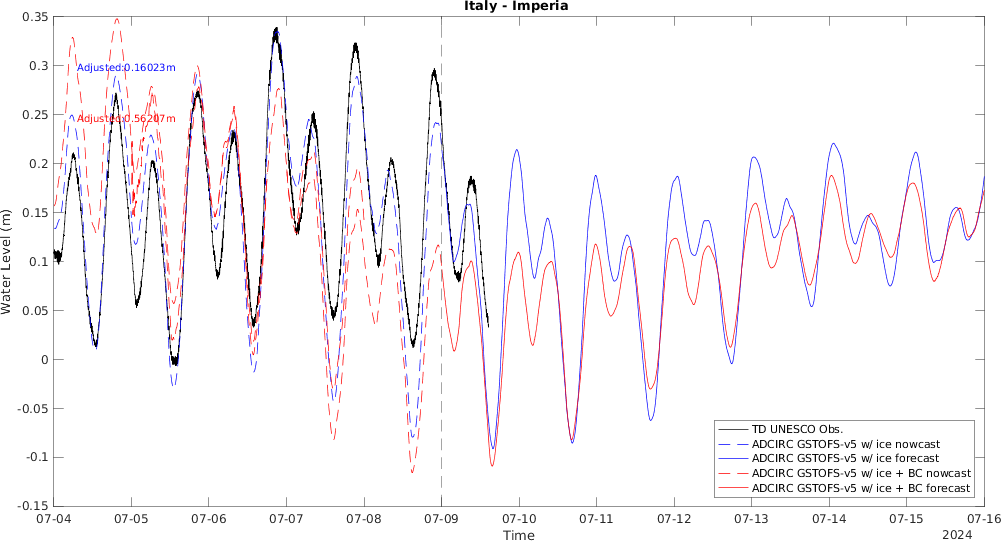 Italy - Imperia
0.35
0.3
0.25
0.2
0.15
0.1
0.05
0
-0.05
-0.1
-0.15
Water Level (m)
Adjusted:0.16023m
Adjusted:0.56207m
TD UNESCO Obs.
ADCIRC GSTOFS-v5 w/ ice nowcast
ADCIRC GSTOFS-v5 w/ ice forecast
ADCIRC GSTOFS-v5 w/ ice + BC nowcast
ADCIRC GSTOFS-v5 w/ ice + BC forecast
07-04 07-05 07-06 07-07 07-08 07-09 07-10 07-11 07-12 07-13 07-14 07-15 07-16
Time
2024